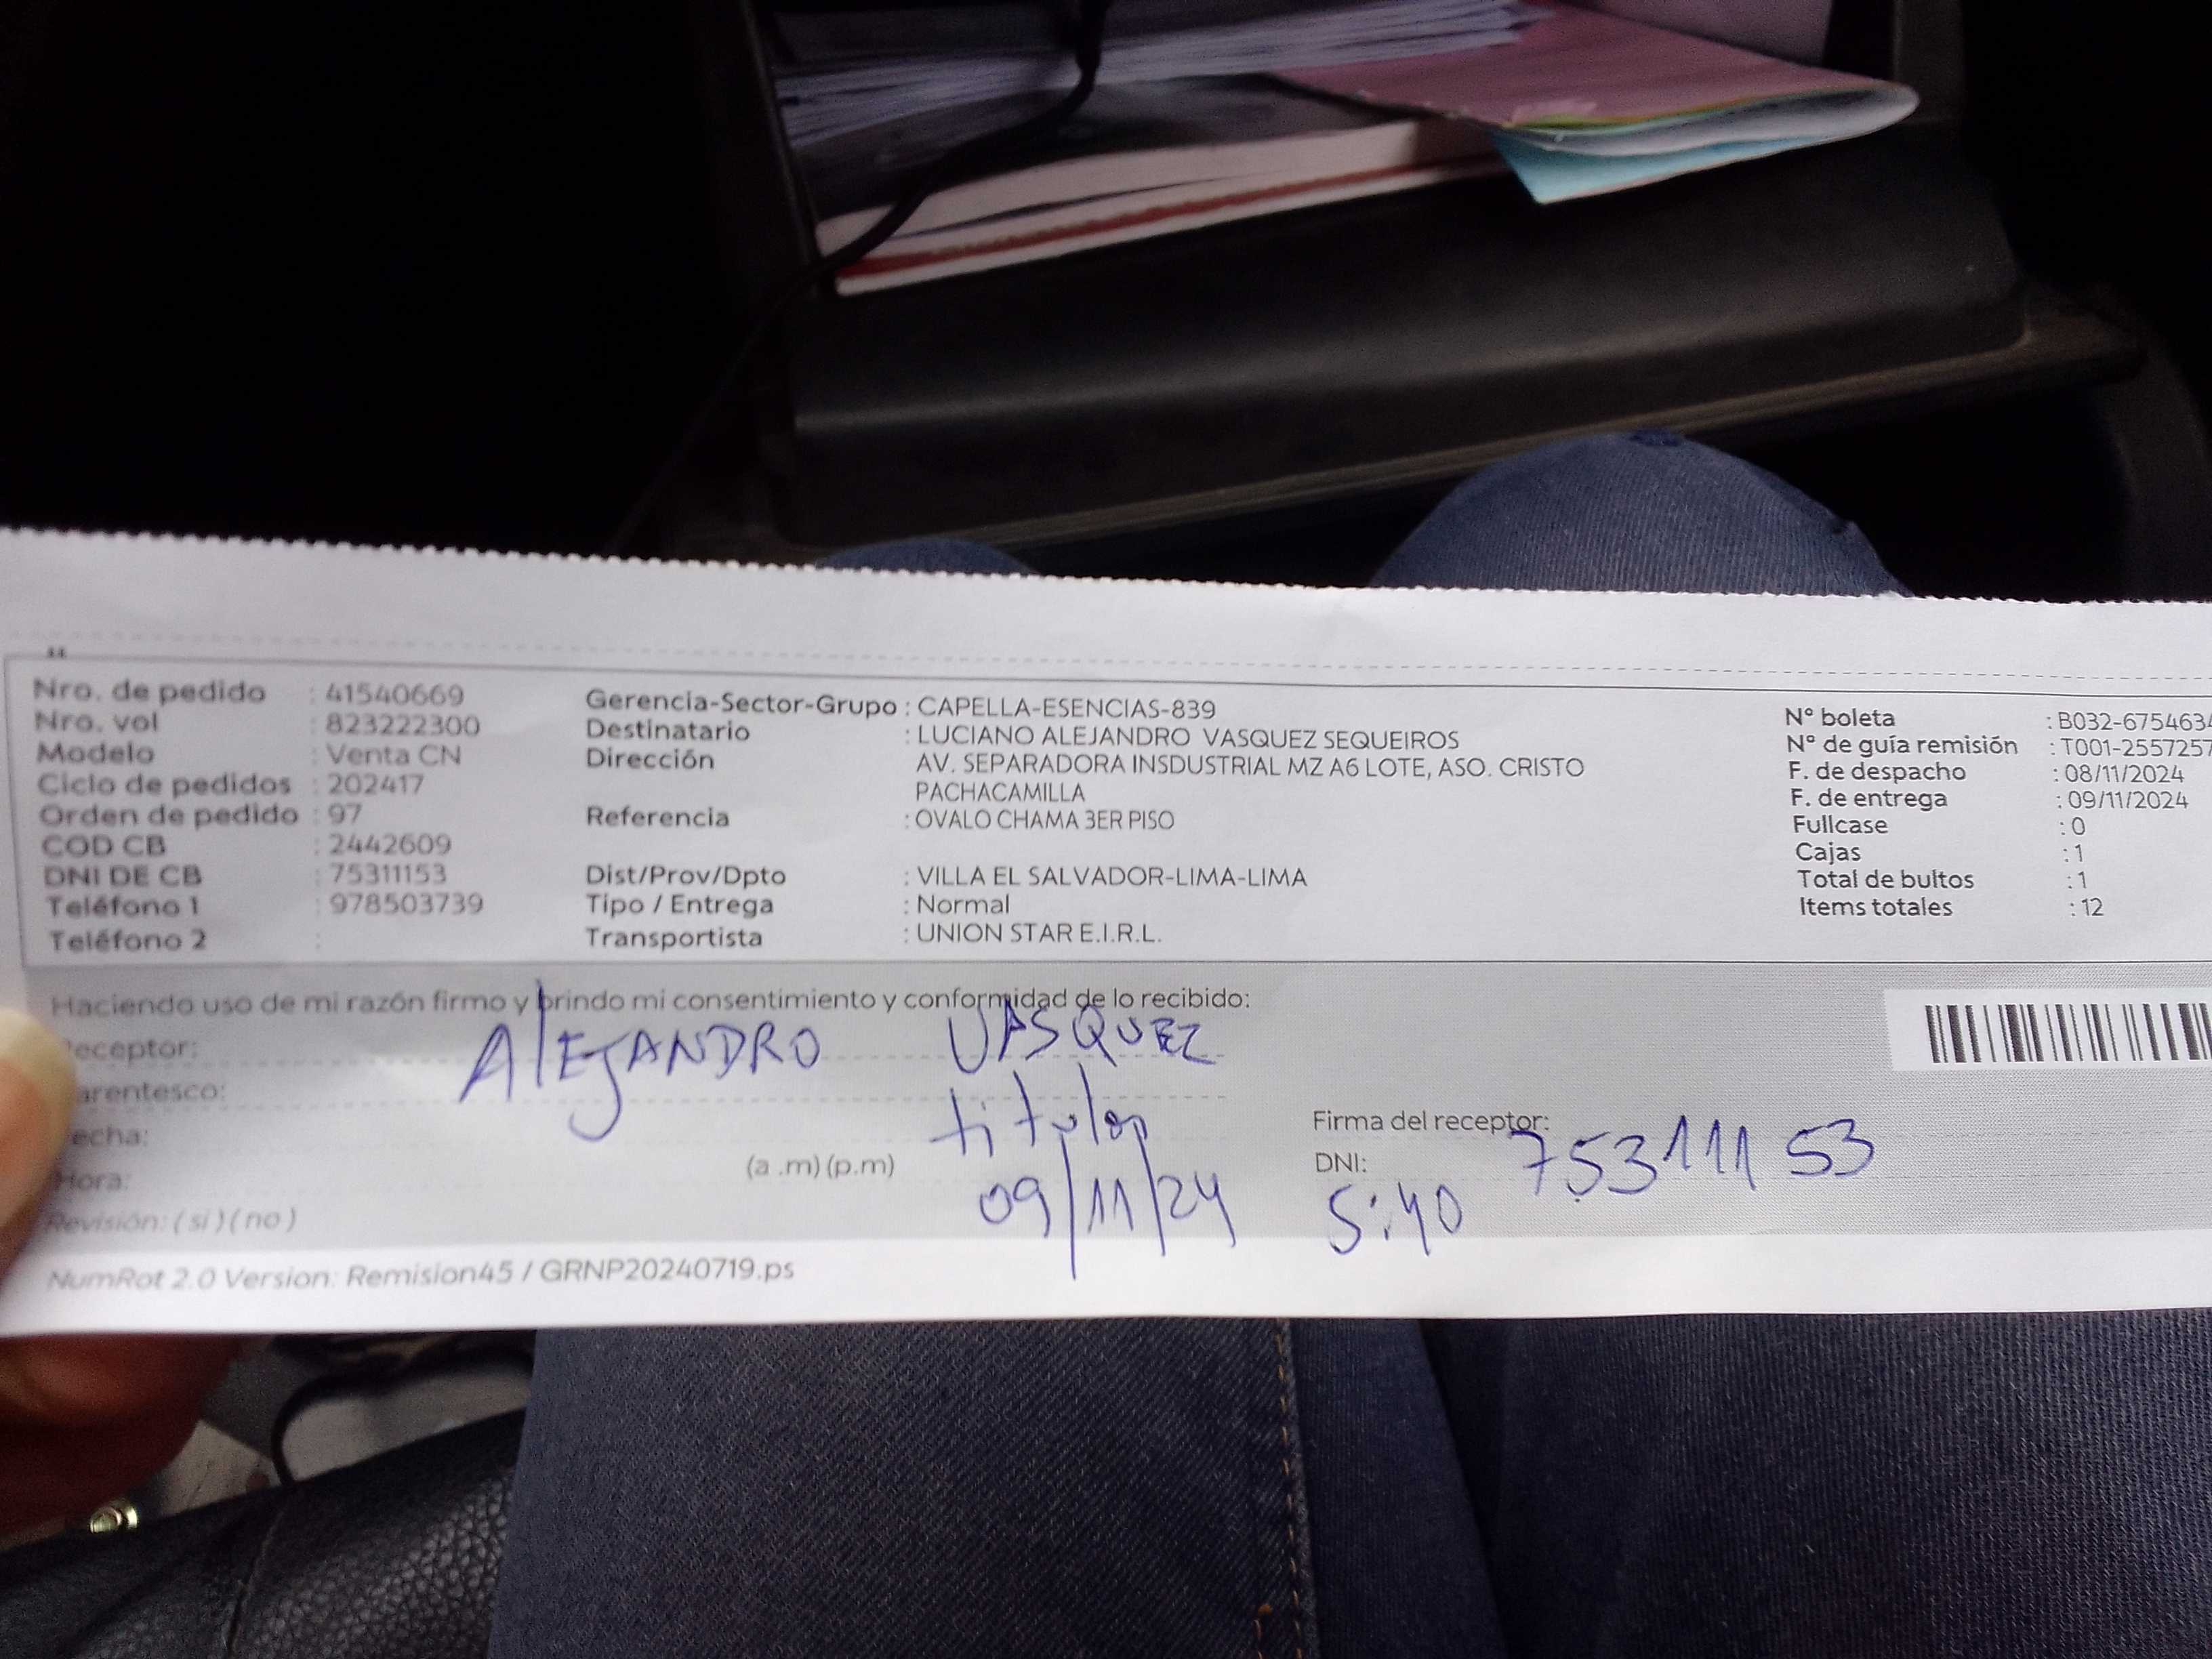 Nro. de pedido : 41540669
Nro. vol : 823222300
Modelo : Venta CN
Ciclo de pedidos : 202417
Orden de pedido : 97
COD CB : 2442609
DNI DE CB : 75311153
Teléfono 1 : 978503739
Teléfono 2 :
Gerencia-Sector-Grupo : CAPELLA-ESENCIAS-839
Destinatario : LUCIANO ALEJANDRO VASQUEZ SEQUEIROS
Dirección AV. SEPARADORA INSDUSTRIAL MZ A6 LOTE, ASO. CRISTO
PACHACAMILLA
Referencia : OVALO CHAMA 3ER PISO
Dist/Prov/Dpto : VILLA EL SALVADOR-LIMA-LIMA
Tipo / Entrega : Normal
Transportista : UNION STAR E.I.R.L.
N° boleta : B032-6754634
N° de guía remisión : T001-2557257
F. de despacho : 08/11/2024
F. de entrega : 09/11/2024
Fullcase : 0
Cajas : 1
Total de bultos : 1
Items totales : 12
Haciendo uso de mi razón firmo y brindo mi consentimiento y conformidad de lo recibido:
eceptor: AlEJANDRO VASQUEZ
arentesco: titular
echa: 09/11/24
Hora: (a .m) (p.m) 5:40
Revisión: ( si ) ( no )
Firma del receptor:
DNI: 75311153
NumRot 2.0 Version: Remision45 / GRNP20240719.ps